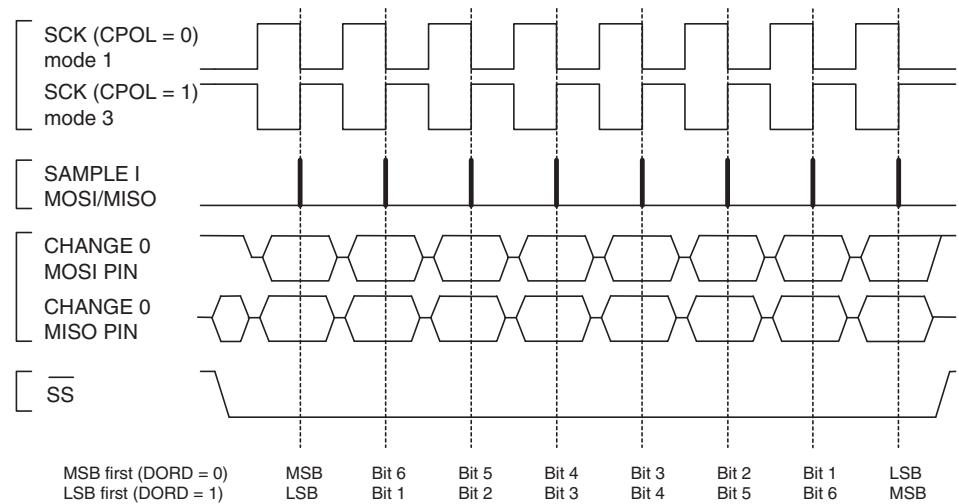 SCK (CPOL = 0)
mode 1
SCK (CPOL = 1)
mode 3
SAMPLE I
MOSI/MISO
CHANGE 0
MOSI PIN
CHANGE 0
MISO PIN
SS
MSB first (DORD = 0) MSB Bit 6 Bit 5 Bit 4 Bit 3 Bit 2 Bit 1 LSB
LSB first (DORD = 1) LSB Bit 1 Bit 2 Bit 3 Bit 4 Bit 5 Bit 6 MSB